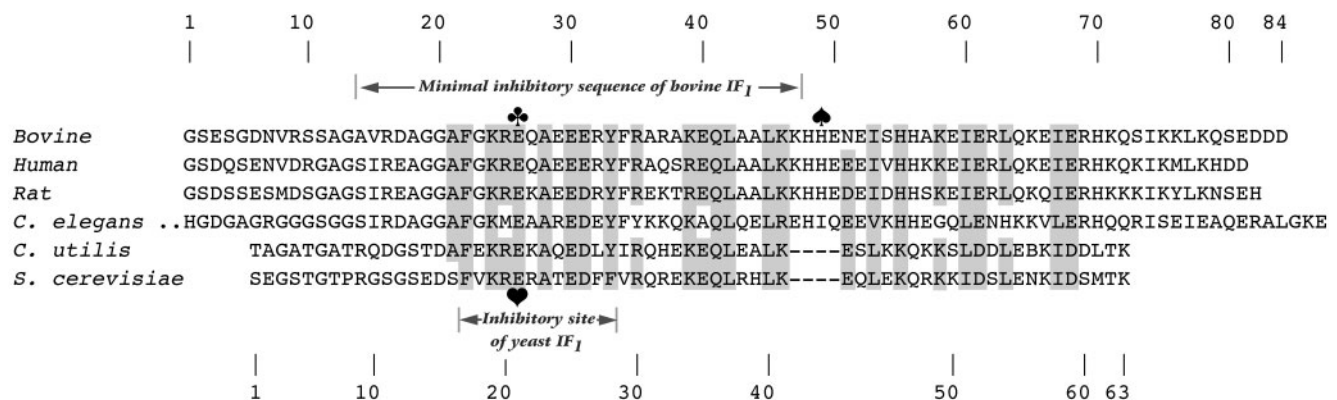 1 10 20 30 40 50 60 70 80 84
Minimal inhibitory sequence of bovine IF1
♣ ♠
Bovine GSESGDNVRSSAGAVRDAGGAFGKREQAEEERYFRARAKEQLAALKKHHENEISHHAKEIERLQKEIERHKQSIKKLKQSEDDD
Human GSDQSENVDRGAGSIREAGGAFGKREQAEEERYFRAQSREQLAALKKHHEEEIVHHKKEIERLQKEIERHKQKIKMLKHDD
Rat GSDSSESMDSGAGSIREAGGAFGKREKAEEDRYFREKTREQLAALKKHHEDEIDHHSKEIERLQKQIERHKKKIKYLKNSEH
C. elegans ..HGDGAGRGGGSGGSIRDAGGAFGKMEAAREDEYFYKKQKAQLQELREHIQEEVKHHEGQLENHKKVLERHQQRISEIEAQERALGKE
C. utilis TAGATGATRQDGSTDAFEKREKAQEDLYIRQHEKEQLEALK----ESLKKQKKSLDDLEBKIDDLTK
S. cerevisiae SEGSTGTPRGSGSEDSFVKRERATEDFFVRQREKEQLRHLK----EQLEKQRKKIDSLENKIDSMTK
♥
Inhibitory site
of yeast IF1
1 10 20 30 40 50 60 63